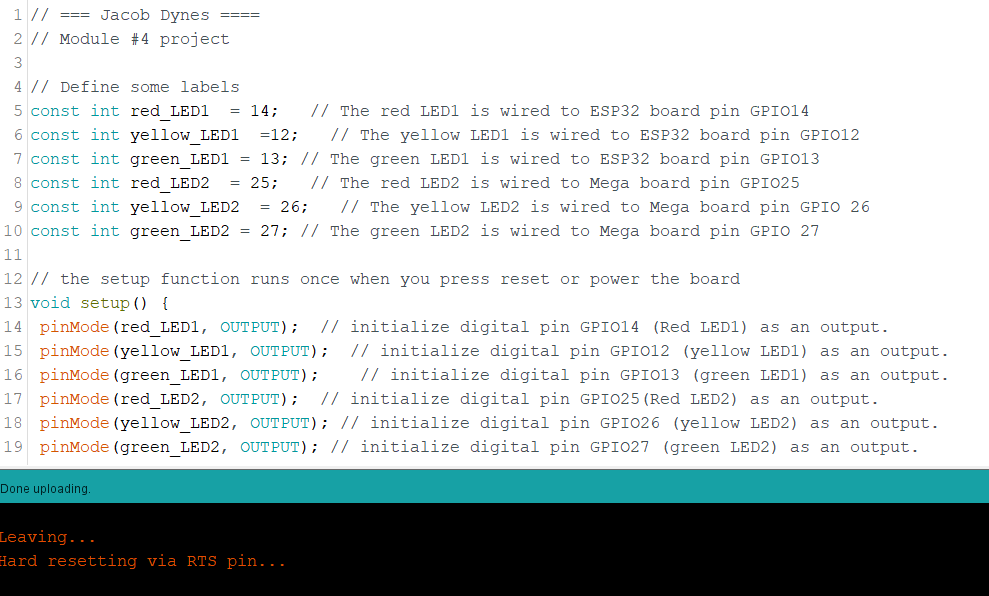 1 // === Jacob Dynes ====
2 // Module #4 project
3
4 // Define some labels
5 const int red_LED1  = 14;   // The red LED1 is wired to ESP32 board pin GPIO14
6 const int yellow_LED1  =12;   // The yellow LED1 is wired to ESP32 board pin GPIO12
7 const int green_LED1 = 13; // The green LED1 is wired to ESP32 board pin GPIO13
8 const int red_LED2  = 25;   // The red LED2 is wired to Mega board pin GPIO25
9 const int yellow_LED2  = 26;   // The yellow LED2 is wired to Mega board pin GPIO 26
10 const int green_LED2 = 27; // The green LED2 is wired to Mega board pin GPIO 27
11
12 // the setup function runs once when you press reset or power the board
13 void setup() {
14  pinMode(red_LED1, OUTPUT);  // initialize digital pin GPIO14 (Red LED1) as an output.
15  pinMode(yellow_LED1, OUTPUT);  // initialize digital pin GPIO12 (yellow LED1) as an output.
16  pinMode(green_LED1, OUTPUT);    // initialize digital pin GPIO13 (green LED1) as an output.
17  pinMode(red_LED2, OUTPUT);  // initialize digital pin GPIO25(Red LED2) as an output.
18  pinMode(yellow_LED2, OUTPUT); // initialize digital pin GPIO26 (yellow LED2) as an output.
19  pinMode(green_LED2, OUTPUT); // initialize digital pin GPIO27 (green LED2) as an output.
Done uploading.
Leaving...
Hard resetting via RTS pin...